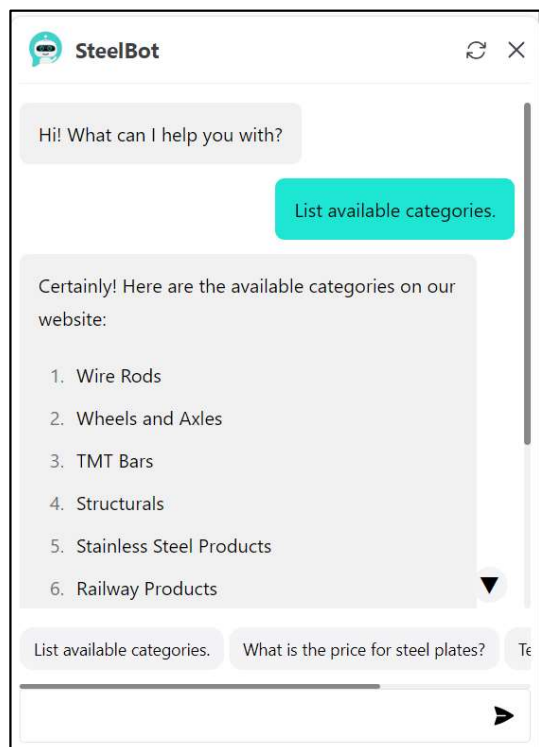 SteelBot
Hi! What can I help you with?
List available categories.
Certainly! Here are the available categories on our
website:
1. Wire Rods
2. Wheels and Axles
3. TMT Bars
4. Structurals
5. Stainless Steel Products
6. Railway Products
List available categories.
What is the price for steel plates?